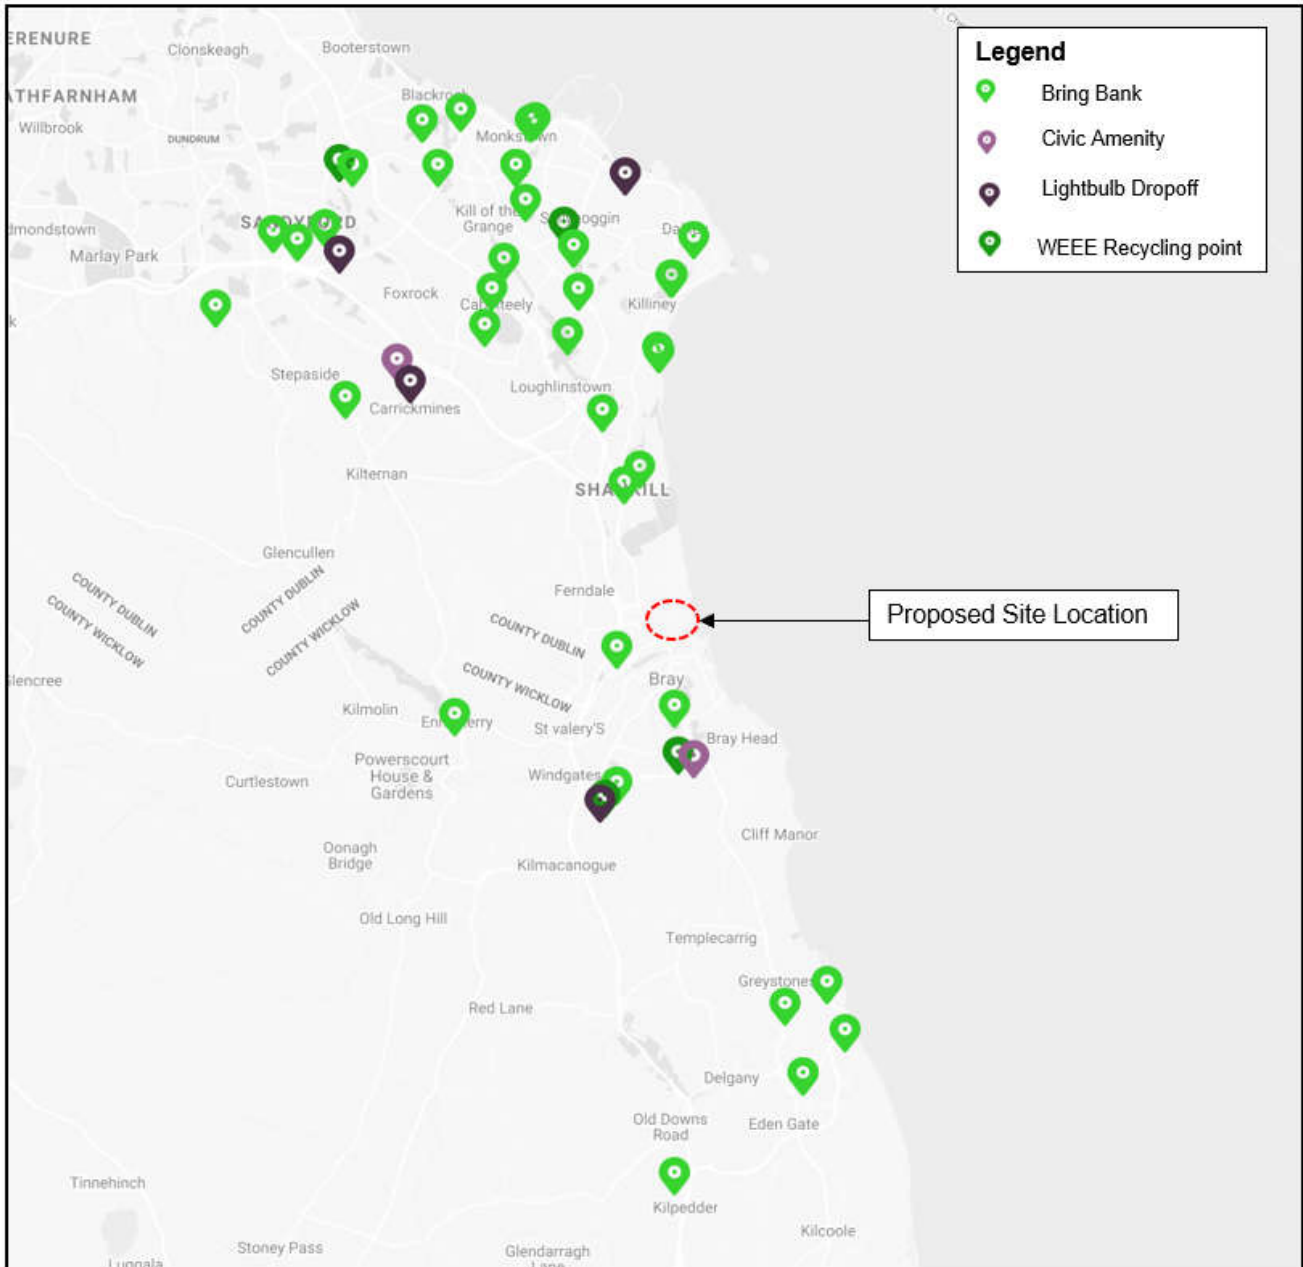 ERENURE
Clonskeagh
Booterstown
Legend
Bring Bank
Civic Amenity
Lightbulb Dropoff
WEEE Recycling point
ATHFARNHAM
Willbrook
DUNDRUM
Blackrock
Monkstown
Kill of the
Grange
dmondstown
Marlay Park
Foxrock
Killiney
k
Stepaside
Loughlinstown
Carrickmines
Kilternan
Glencullen
COUNTY DUBLIN
COUNTY WICKLOW
COUNTY DUBLIN
COUNTY WICKLOW
Ferndale
Proposed Site Location
COUNTY DUBLIN
COUNTY WICKLOW
Bray
Glencree
Kilmolin
St valery'S
Bray Head
Powerscourt
House &
Gardens
Curtlestown
Windgates
Cliff Manor
Oonagh
Bridge
Kilmacanogue
Old Long Hill
Templecarrig
Greystones
Red Lane
Delgany
Old Downs
Road
Eden Gate
Tinnehinch
Kilpedder
Kilcoole
Stoney Pass
Glendarragh
Lane
Luggala